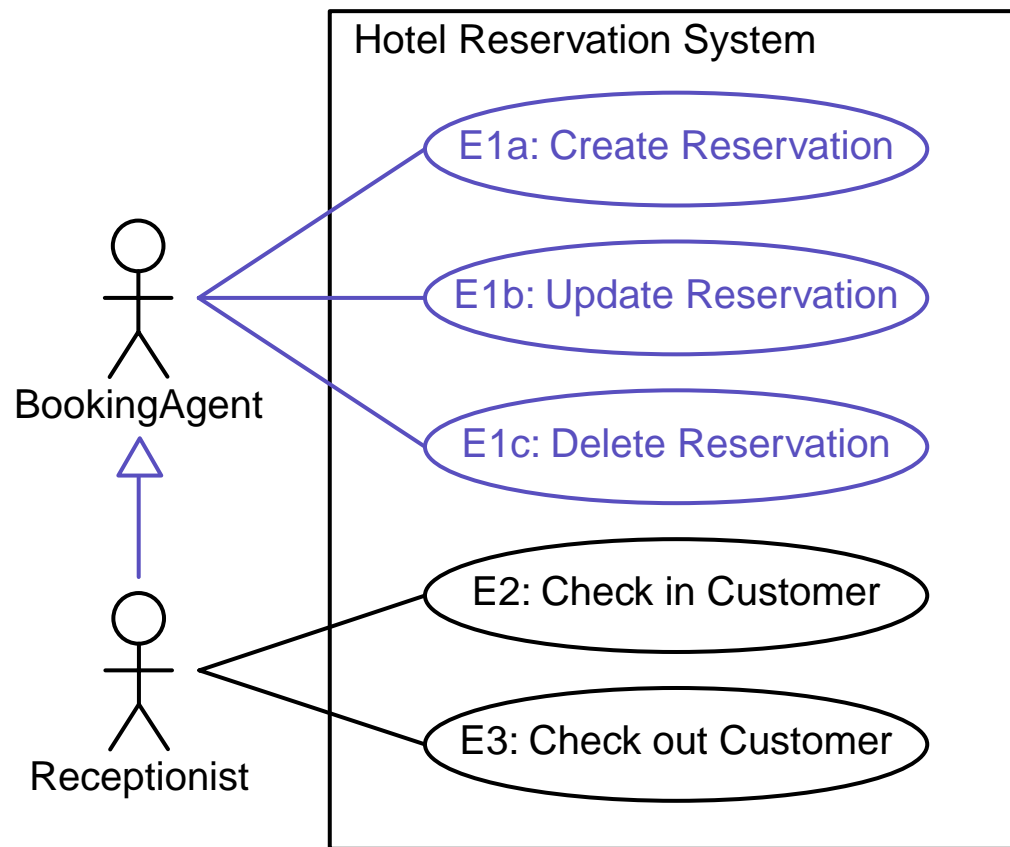 Hotel Reservation System
E1a: Create Reservation
E1b: Update Reservation
BookingAgent
E1c: Delete Reservation
E2: Check in Customer
E3: Check out Customer
Receptionist